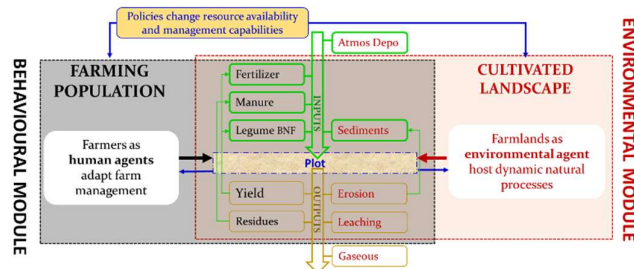 Policies change resource availability
and management capabilities
Atmos Depo
BEHAVIOURAL MODULE
FARMING
POPULATION
Farmers as
human agents
adapt farm
management
Fertilizer
Manure
Legume BNF
INPUTS
Sediments
Plot
Yield
Residues
OUTPUTS
Erosion
Leaching
Gaseous
CULTIVATED
LANDSCAPE
Farmlands as
environmental agent
host dynamic natural
processes
ENVIRONMENTAL MODULE